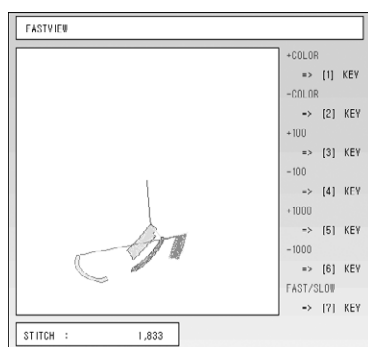 FASTVIEW
+COLOR
=> [1] KEY
-COLOR
=> [2] KEY
+100
=> [3] KEY
-100
=> [4] KEY
+1000
=> [5] KEY
-1000
=> [6] KEY
FAST/SLOW
=> [7] KEY
STITCH : 1,833